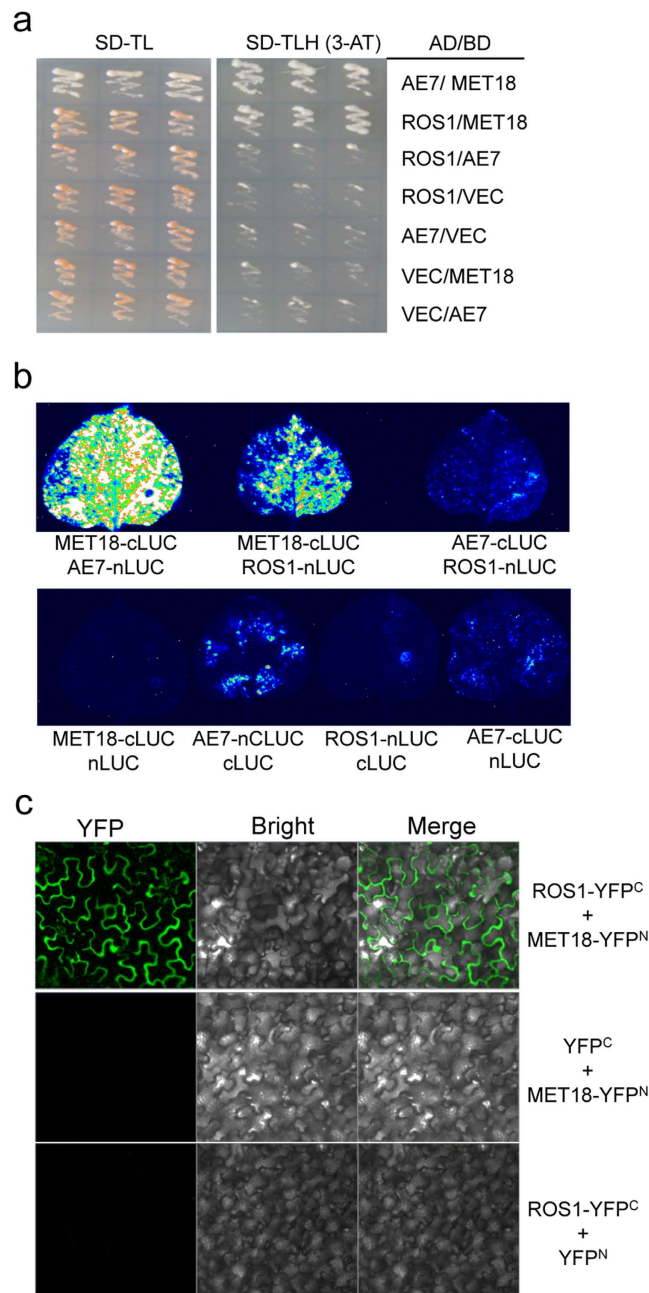 a
SD-TL SD-TLH (3-AT) AD/BD
AE7/ MET18
ROS1/MET18
ROS1/AE7
ROS1/VEC
AE7/VEC
VEC/MET18
VEC/AE7
b
MET18-cLUC MET18-cLUC AE7-cLUC
AE7-nLUC ROS1-nLUC ROS1-nLUC
MET18-cLUC AE7-nCLUC ROS1-nLUC AE7-cLUC
nLUC cLUC cLUC nLUC
c
YFP Bright Merge
ROS1-YFPᶜ
+
MET18-YFPᴺ
YFPᶜ
+
MET18-YFPᴺ
ROS1-YFPᶜ
+
YFPᴺ